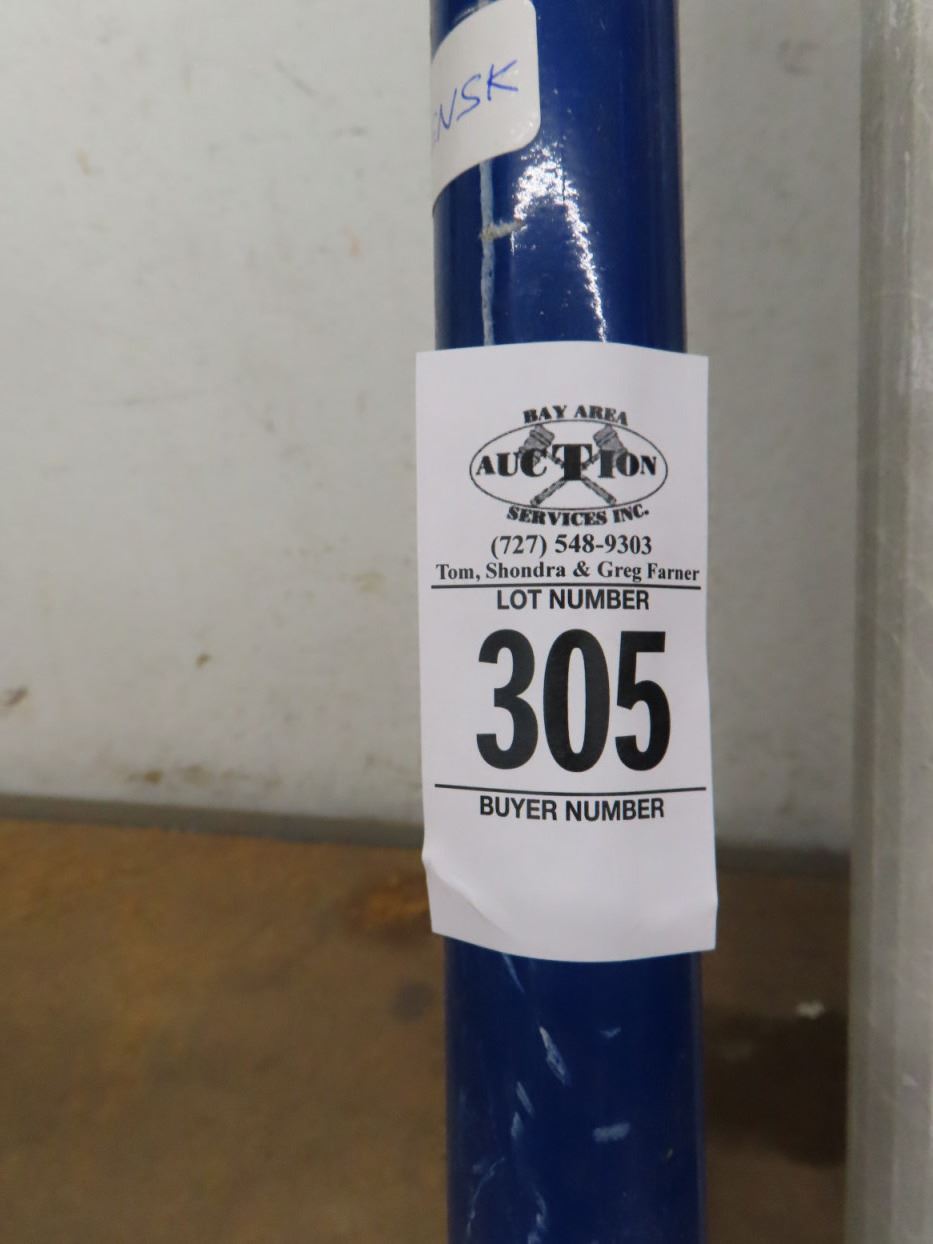 NSK
BAY AREA
AUCTION
SERVICES INC.
(727) 548-9303
Tom, Shondra & Greg Farner
LOT NUMBER
305
BUYER NUMBER